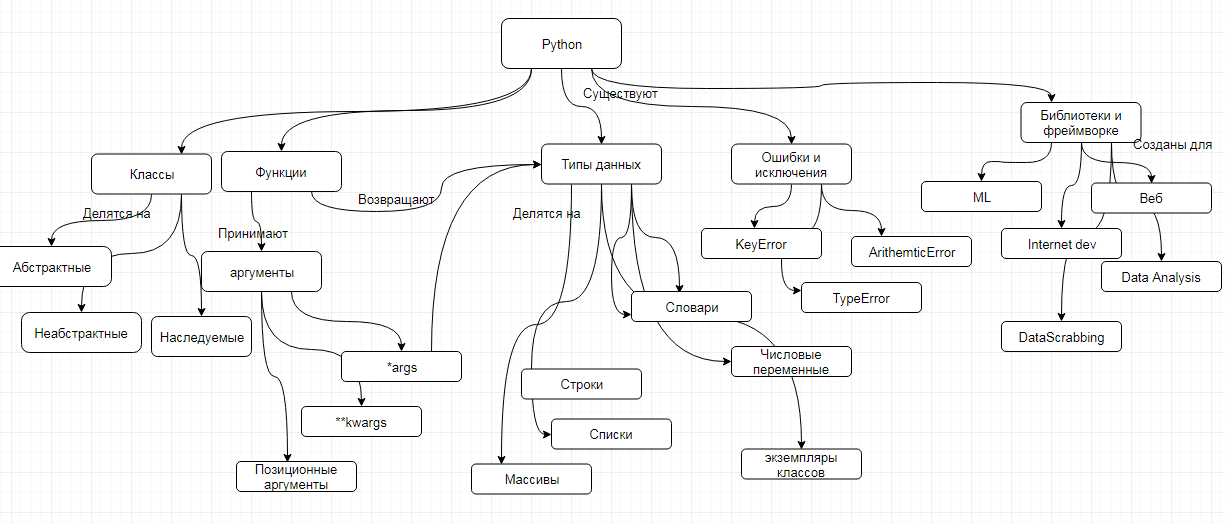 Python
Существуют
Классы
Функции
Типы данных
Ошибки и
исключения
Библиотеки и
фреймворке
Созданы для
Делятся на
Принимают
Возвращают
Делятся на
Абстрактные
Неабстрактные
Наследуемые
аргументы
*args
**kwargs
Позиционные
аргументы
Словари
Числовые
переменные
Строки
Списки
Массивы
экземпляры
классов
KeyError
ArithemticError
TypeError
ML
Веб
Internet dev
Data Analysis
DataScrabbing